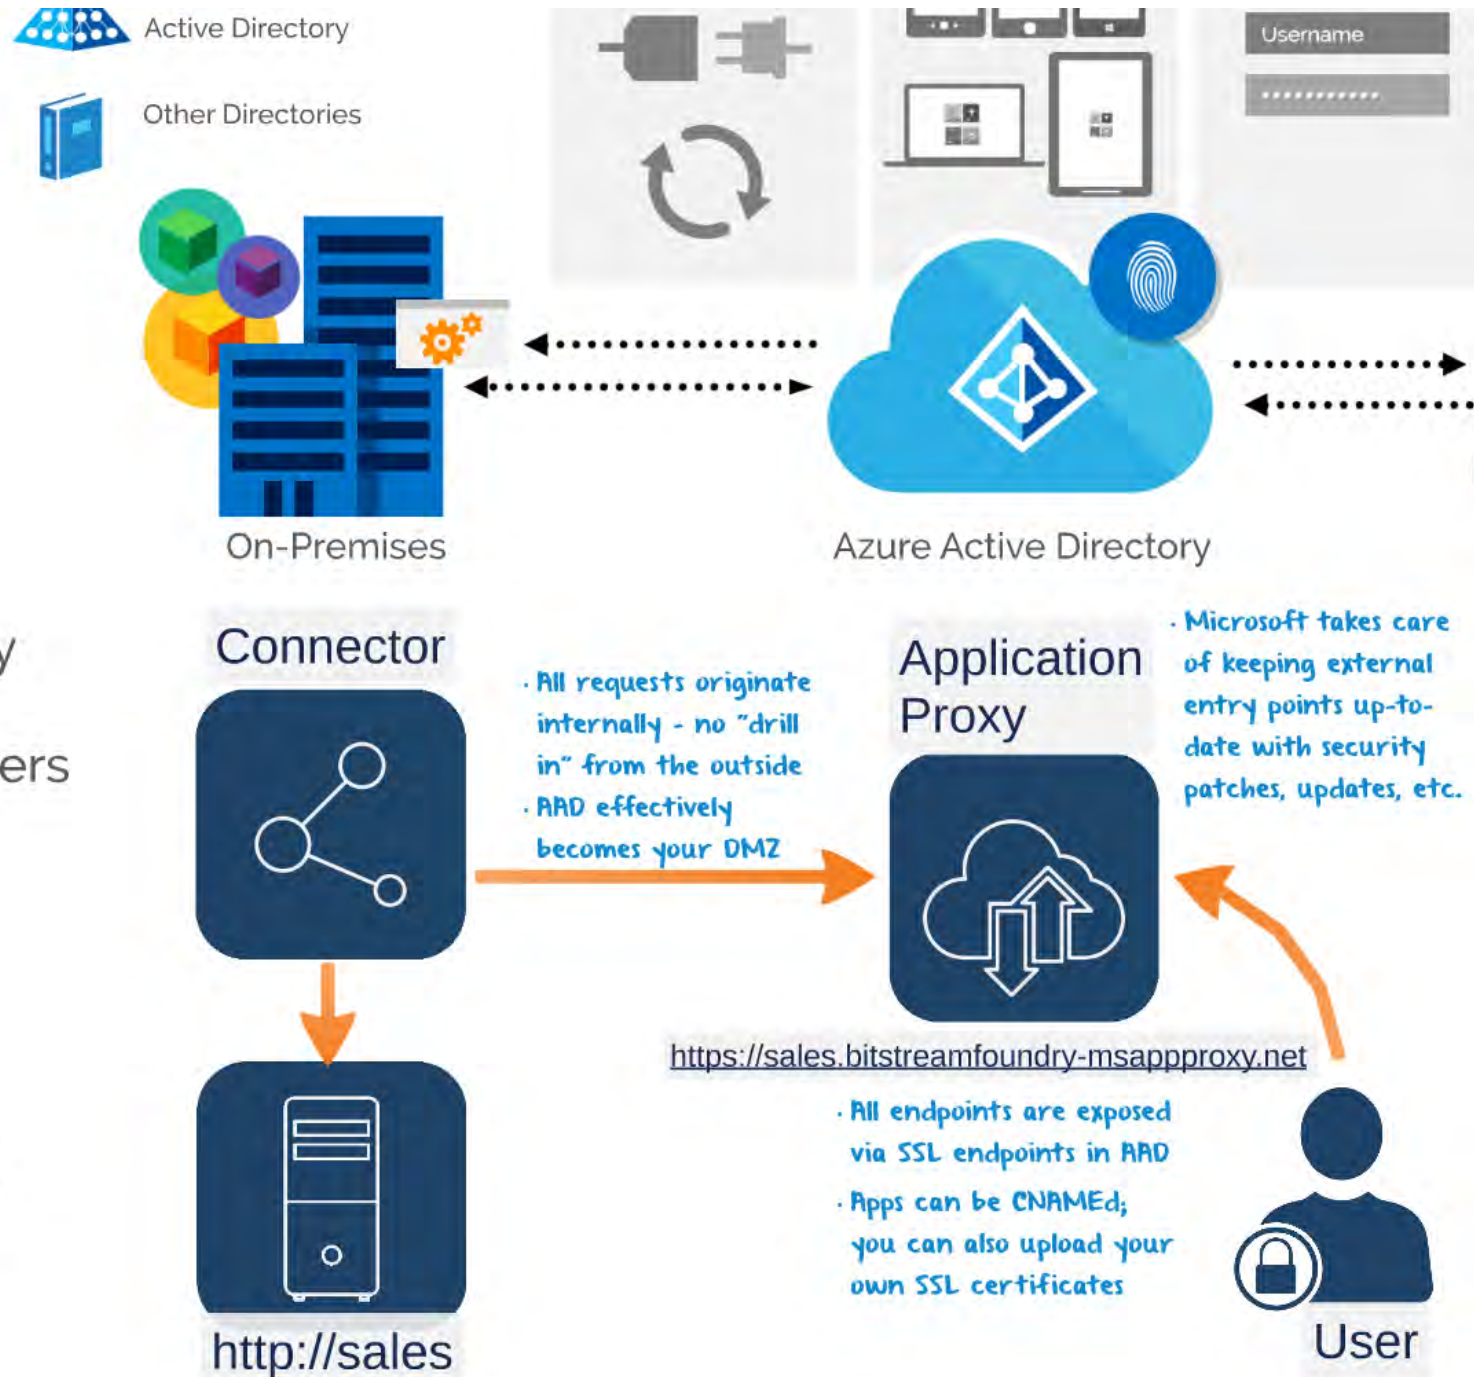 Active Directory
Other Directories
Username
On-Premises
Azure Active Directory
y
ers
Connector
· All requests originate
internally - no "drill
in" from the outside
· AAD effectively
becomes your DMZ
Application
Proxy
· Microsoft takes care
of keeping external
entry points up-to-
date with security
patches, updates, etc.
https://sales.bitstreamfoundry-msappproxy.net
· All endpoints are exposed
via SSL endpoints in AAD
· Apps can be CNAMEd;
you can also upload your
own SSL certificates
http://sales
User